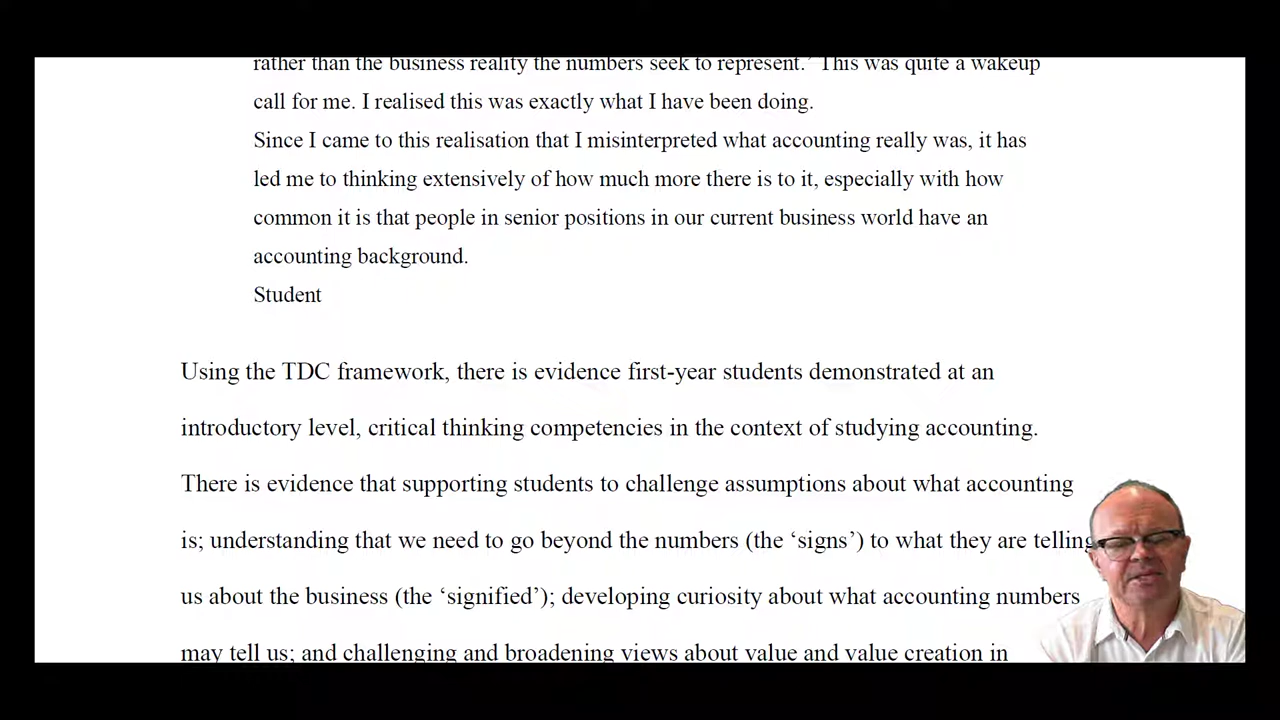 rather than the business reality the numbers seek to represent.' This was quite a wakeup
call for me. I realised this was exactly what I have been doing.
Since I came to this realisation that I misinterpreted what accounting really was, it has
led me to thinking extensively of how much more there is to it, especially with how
common it is that people in senior positions in our current business world have an
accounting background.
Student
Using the TDC framework, there is evidence first-year students demonstrated at an
introductory level, critical thinking competencies in the context of studying accounting.
There is evidence that supporting students to challenge assumptions about what accounting
is; understanding that we need to go beyond the numbers (the ‘signs’) to what they are telling
us about the business (the ‘signified’); developing curiosity about what accounting numbers
may tell us; and challenging and broadening views about value and value creation in